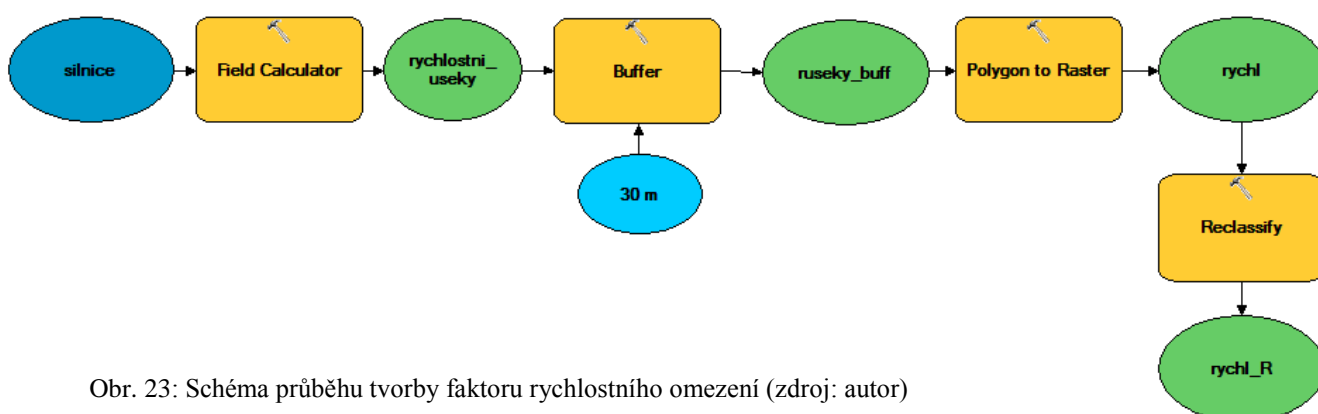 silnice
Field Calculator
rychlostni_
useky
Buffer
ruseky_buff
Polygon to Raster
rychl
30 m
Reclassify
rychl_R
Obr. 23: Schéma průběhu tvorby faktoru rychlostního omezení (zdroj: autor)